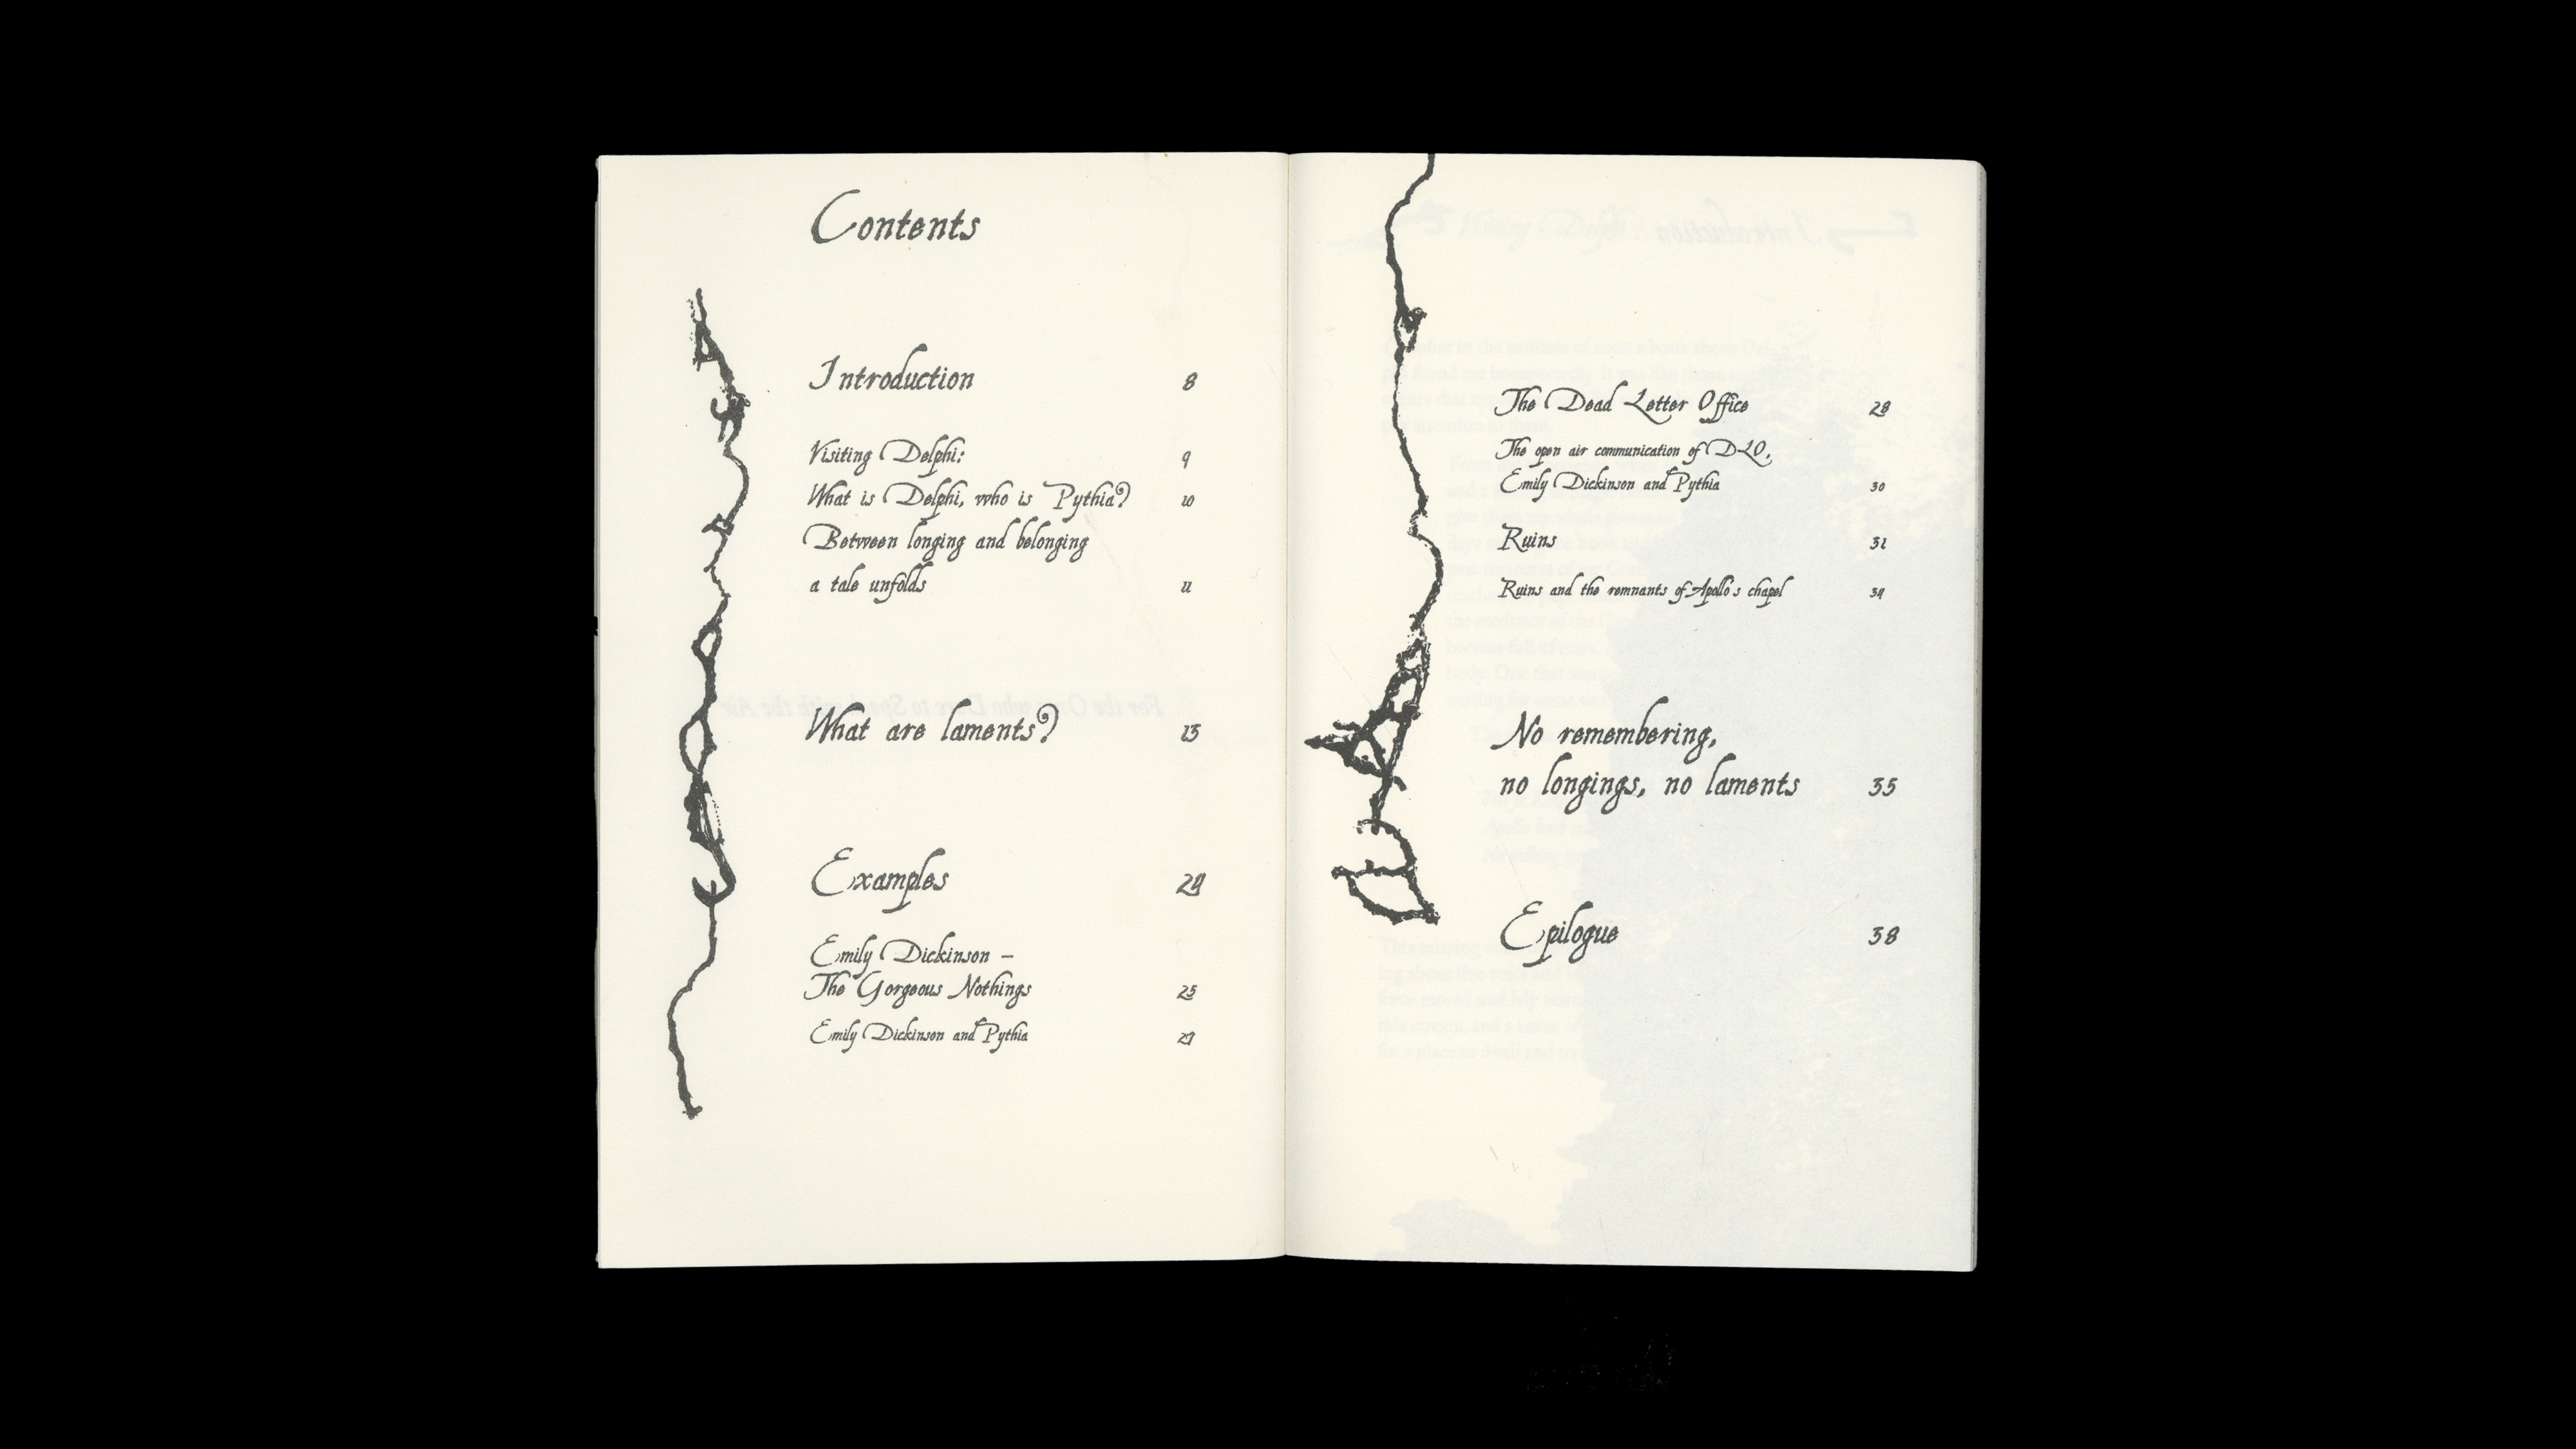 Contents
Introduction 8
Visiting Delphi: 9
What is Delphi, who is Pythia? 10
Between longing and belonging
a tale unfolds 11
What are laments? 13
Examples 24
Emily Dickinson –
The Gorgeous Nothings 25
Emily Dickinson and Pythia 27
The Dead Letter Office 28
The open air communication of DLO,
Emily Dickinson and Pythia 30
Ruins 31
Ruins and the remnants of Apollo's chapel 34
No remembering,
no longings, no laments 35
Epilogue 38